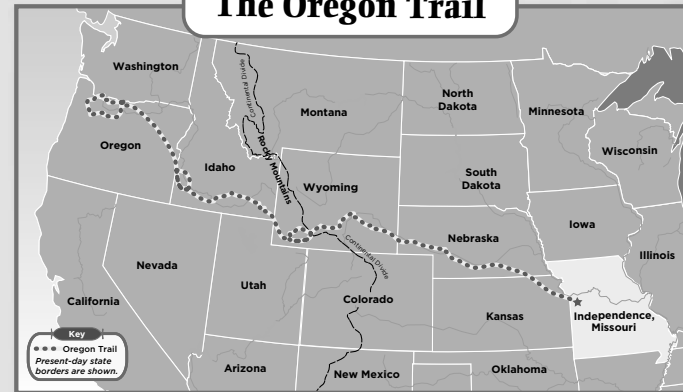 The Oregon Trail
Washington
Continental Divide
Montana
North
Dakota
Minnesota
Oregon
Idaho
Rocky Mountains
Wyoming
South
Dakota
Wisconsin
Iowa
Nebraska
Illinois
Continental Divide
Nevada
Utah
California
Colorado
Kansas
Independence,
Missouri
Key
Oregon Trail
Present-day state
borders are shown.
Arizona
New Mexico
Oklahoma